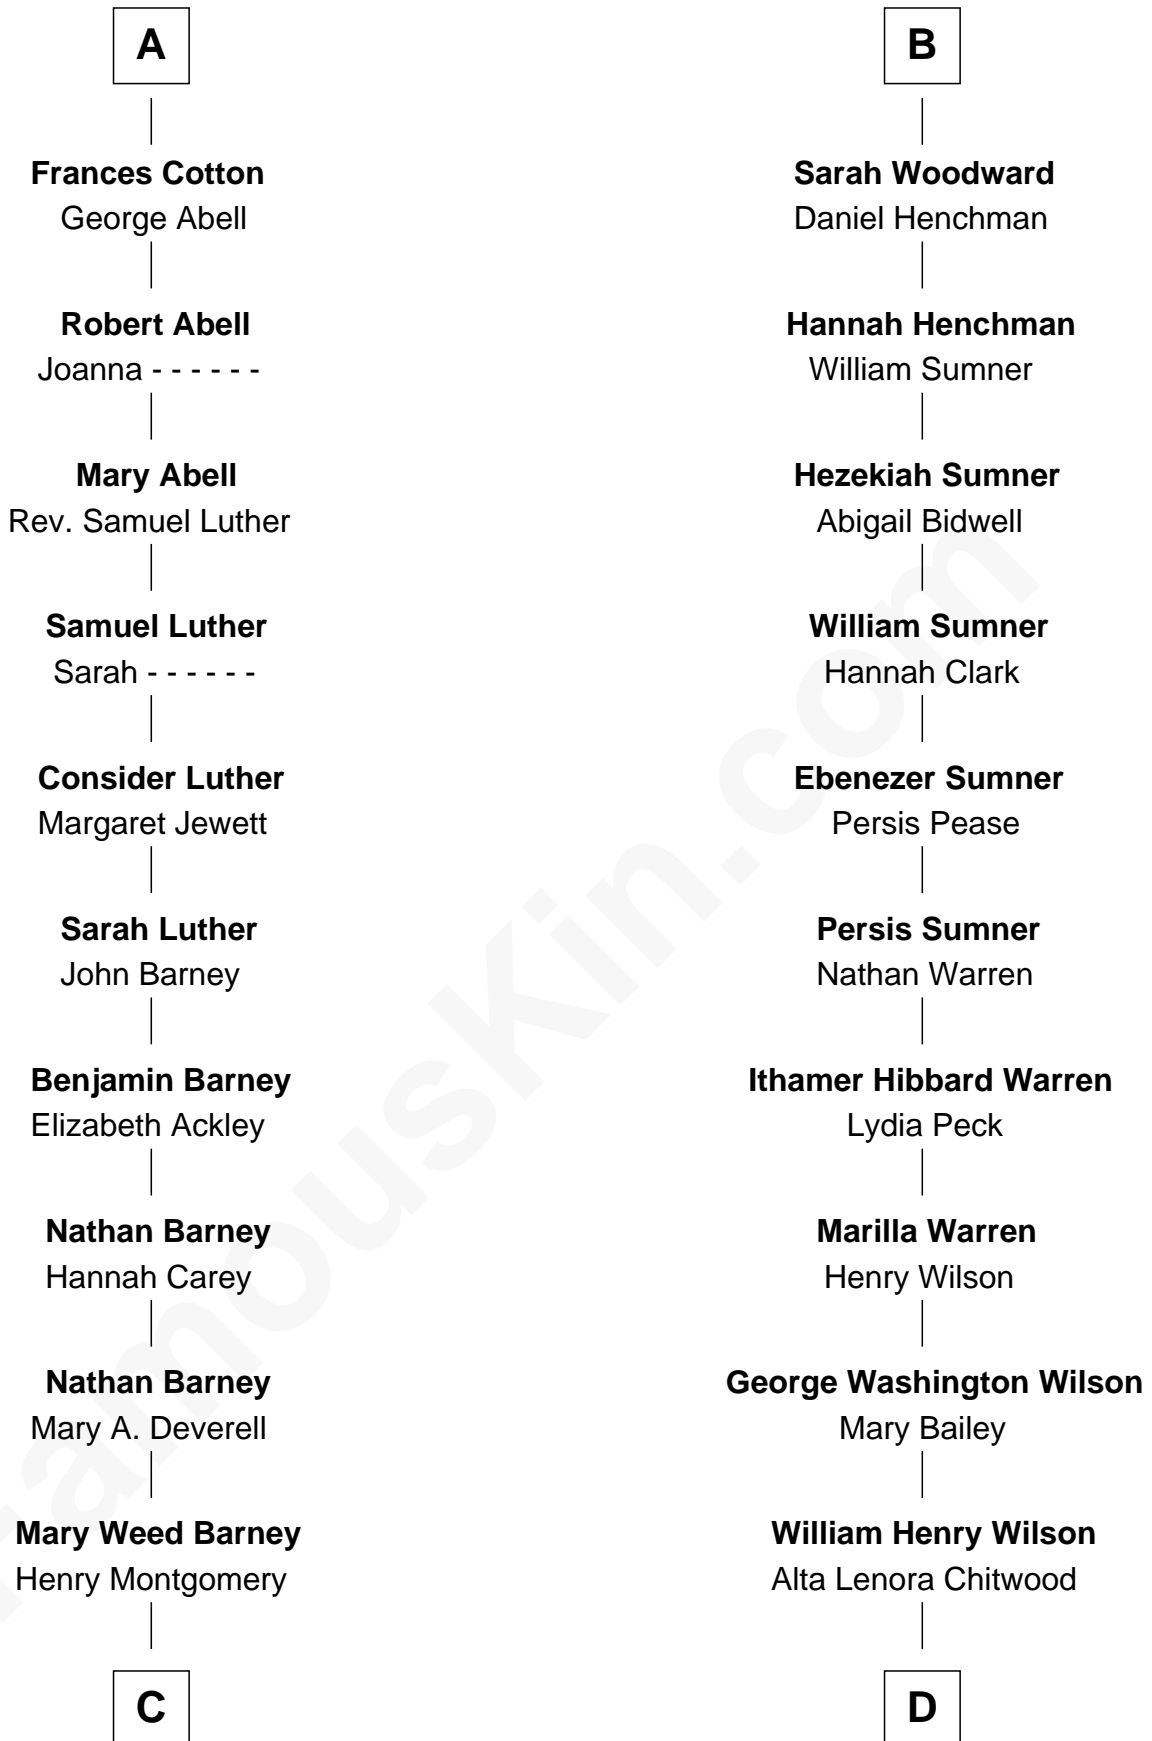 A
Frances Cotton
George Abell
Robert Abell
Joanna - - - - - -
Mary Abell
Rev. Samuel Luther
Samuel Luther
Sarah - - - - - -
Consider Luther
Margaret Jewett
Sarah Luther
John Barney
Benjamin Barney
Elizabeth Ackley
Nathan Barney
Hannah Carey
Nathan Barney
Mary A. Deverell
Mary Weed Barney
Henry Montgomery
C
B
Sarah Woodward
Daniel Henchman
Hannah Henchman
William Sumner
Hezekiah Sumner
Abigail Bidwell
William Sumner
Hannah Clark
Ebenezer Sumner
Persis Pease
Persis Sumner
Nathan Warren
Ithamer Hibbard Warren
Lydia Peck
Marilla Warren
Henry Wilson
George Washington Wilson
Mary Bailey
William Henry Wilson
Alta Lenora Chitwood
D
FamousKin.com